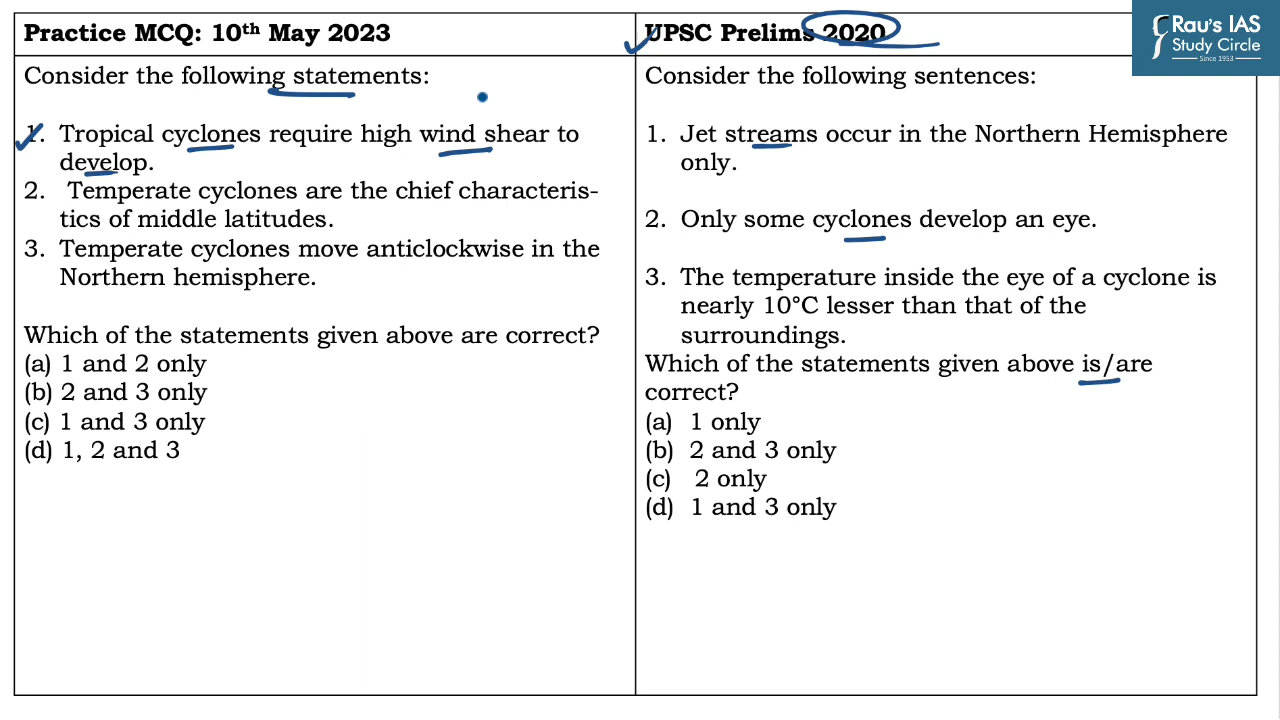 Practice MCQ: 10th May 2023
Consider the following statements:
1. Tropical cyclones require high wind shear to
develop.
2. Temperate cyclones are the chief characteris-
tics of middle latitudes.
3. Temperate cyclones move anticlockwise in the
Northern hemisphere.
Which of the statements given above are correct?
(a) 1 and 2 only
(b) 2 and 3 only
(c) 1 and 3 only
(d) 1, 2 and 3
UPSC Prelims 2020
Consider the following sentences:
1. Jet streams occur in the Northern Hemisphere
only.
2. Only some cyclones develop an eye.
3. The temperature inside the eye of a cyclone is
nearly 10°C lesser than that of the
surroundings.
Which of the statements given above is/are
correct?
(a) 1 only
(b) 2 and 3 only
(c) 2 only
(d) 1 and 3 only
Rau's IAS
Study Circle
Since 1953